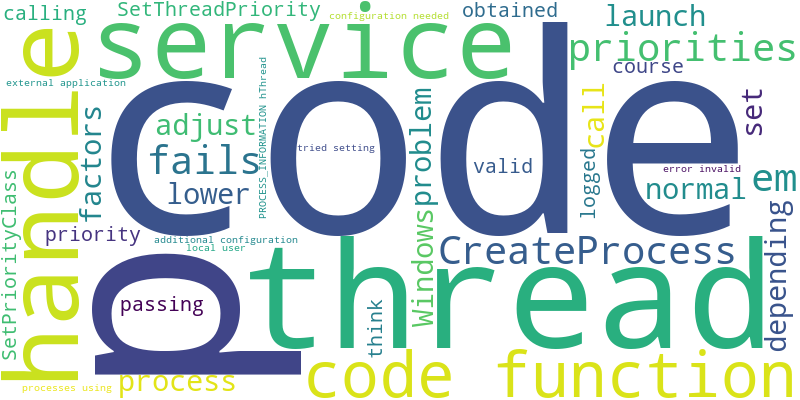 calling
SetThreadPriority
configuration needed
obtained
launch
service
priorities
course
external application
handle
code
factors
adjust
fails
lower
PROCESS_INFORMATION hThread
tried setting
problem
valid
call
set
logged
error invalid
normal
em
SetPriorityClass
priority
additional configuration
local user
Windows
CreateProcess
depending
p
passing
thread
think
processes using
process
code function